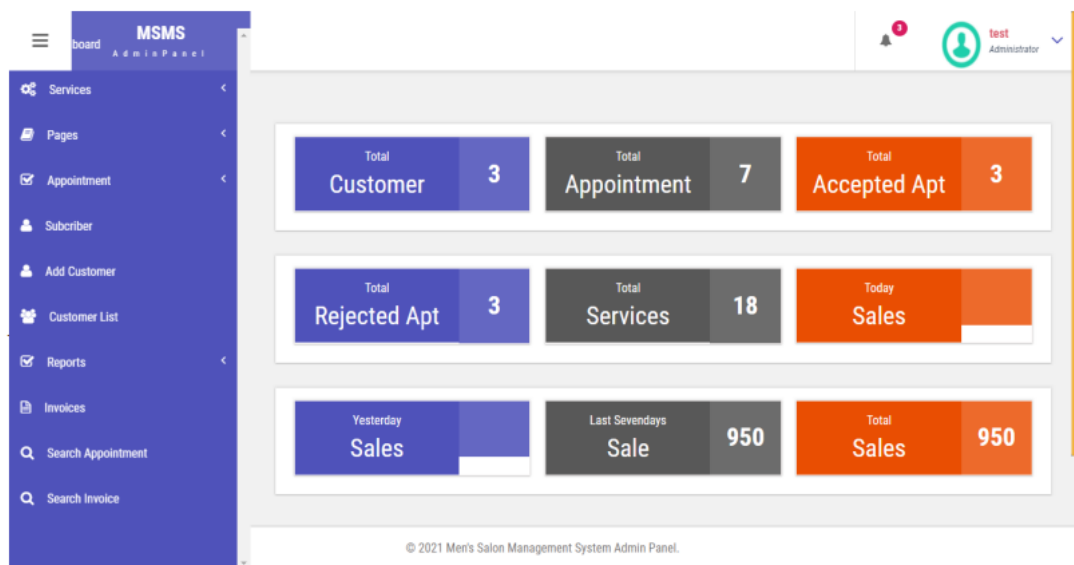 board
MSMS
AdminPanel
3
test
Administrator
Services
Pages
Appointment
Subcriber
Add Customer
Customer List
Reports
Invoices
Search Appointment
Search Invoice
Total
Customer
3
Total
Appointment
7
Total
Accepted Apt
3
Total
Rejected Apt
3
Total
Services
18
Today
Sales
Yesterday
Sales
Last Sevendays
Sale
950
Total
Sales
950
© 2021 Men's Salon Management System Admin Panel.